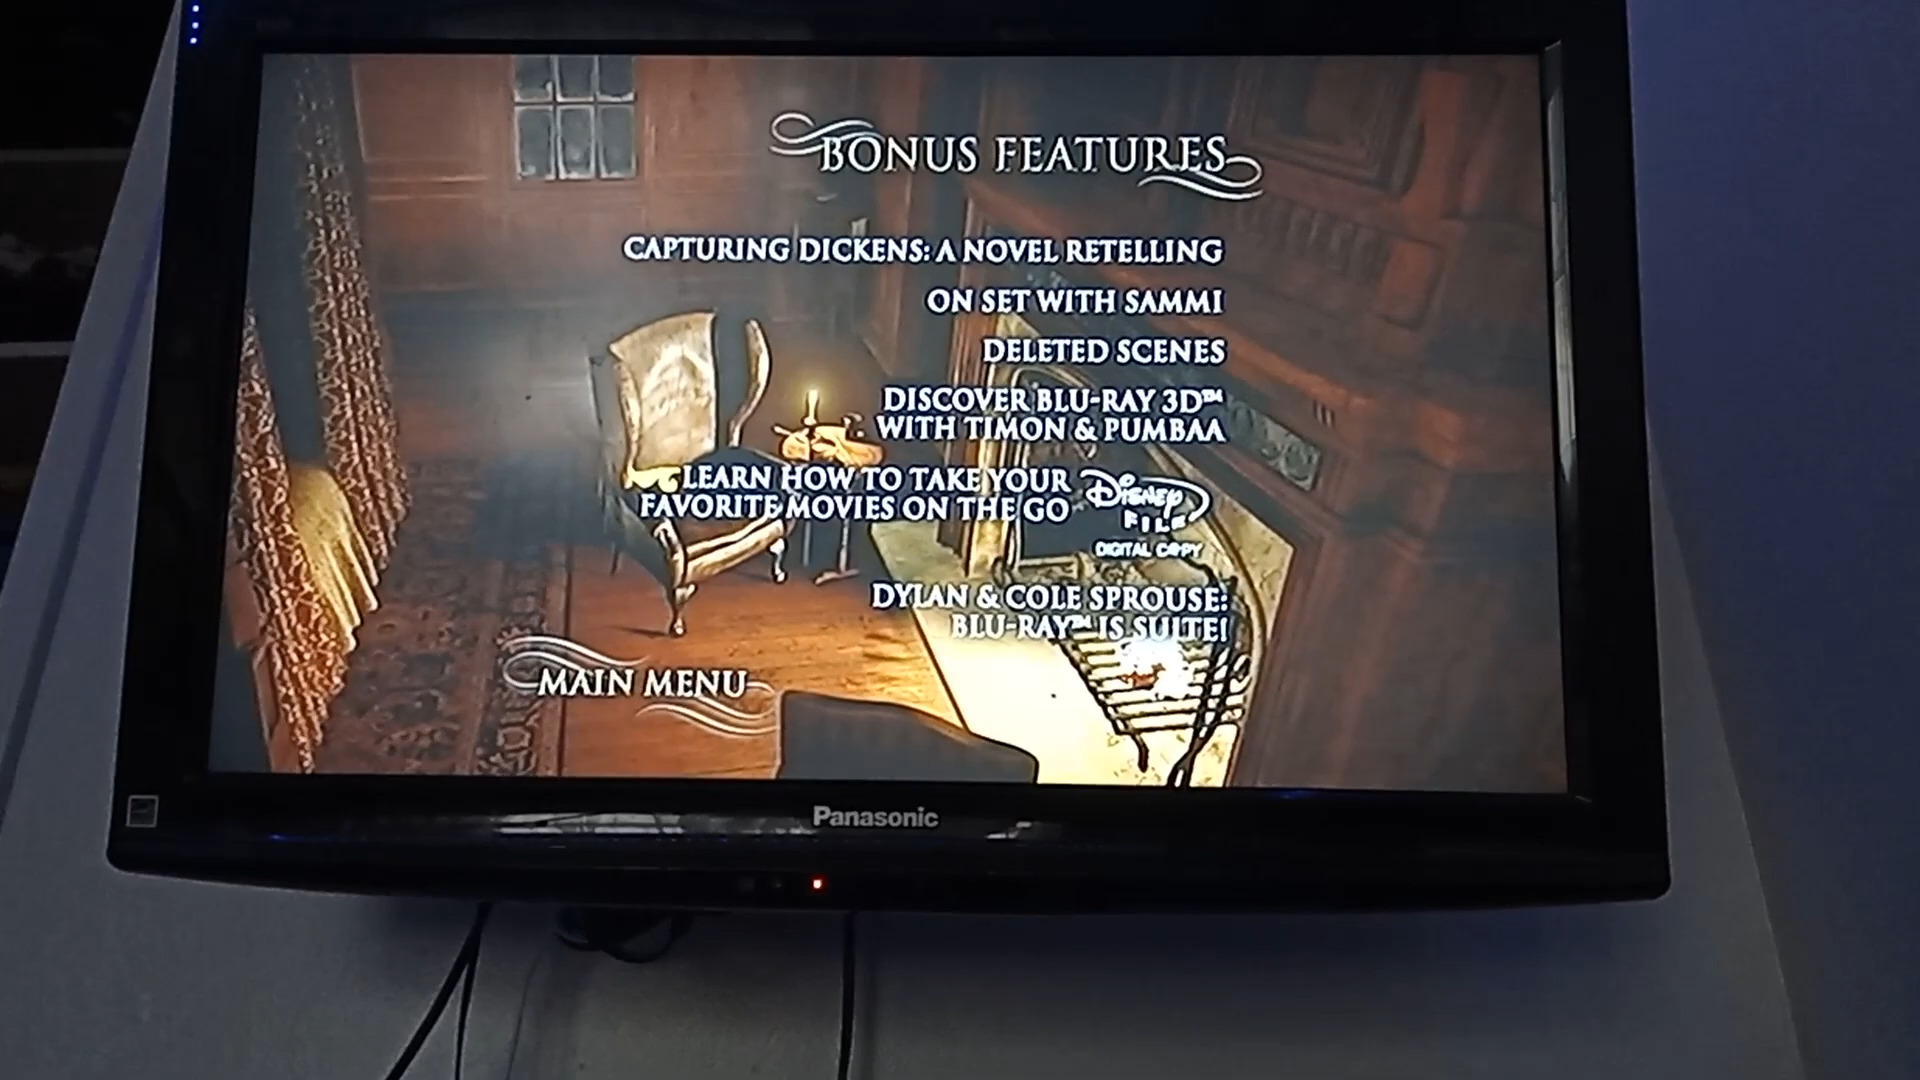 BONUS FEATURES
CAPTURING DICKENS: A NOVEL RETELLING
ON SET WITH SAMMI
DELETED SCENES
DISCOVER BLU-RAY 3D™
WITH TIMON & PUMBAA
LEARN HOW TO TAKE YOUR
FAVORITE MOVIES ON THE GO
DISNEY
FILE
DIGITAL COPY
DYLAN & COLE SPROUSE:
BLU-RAY™ IS SUITE!
MAIN MENU
Panasonic